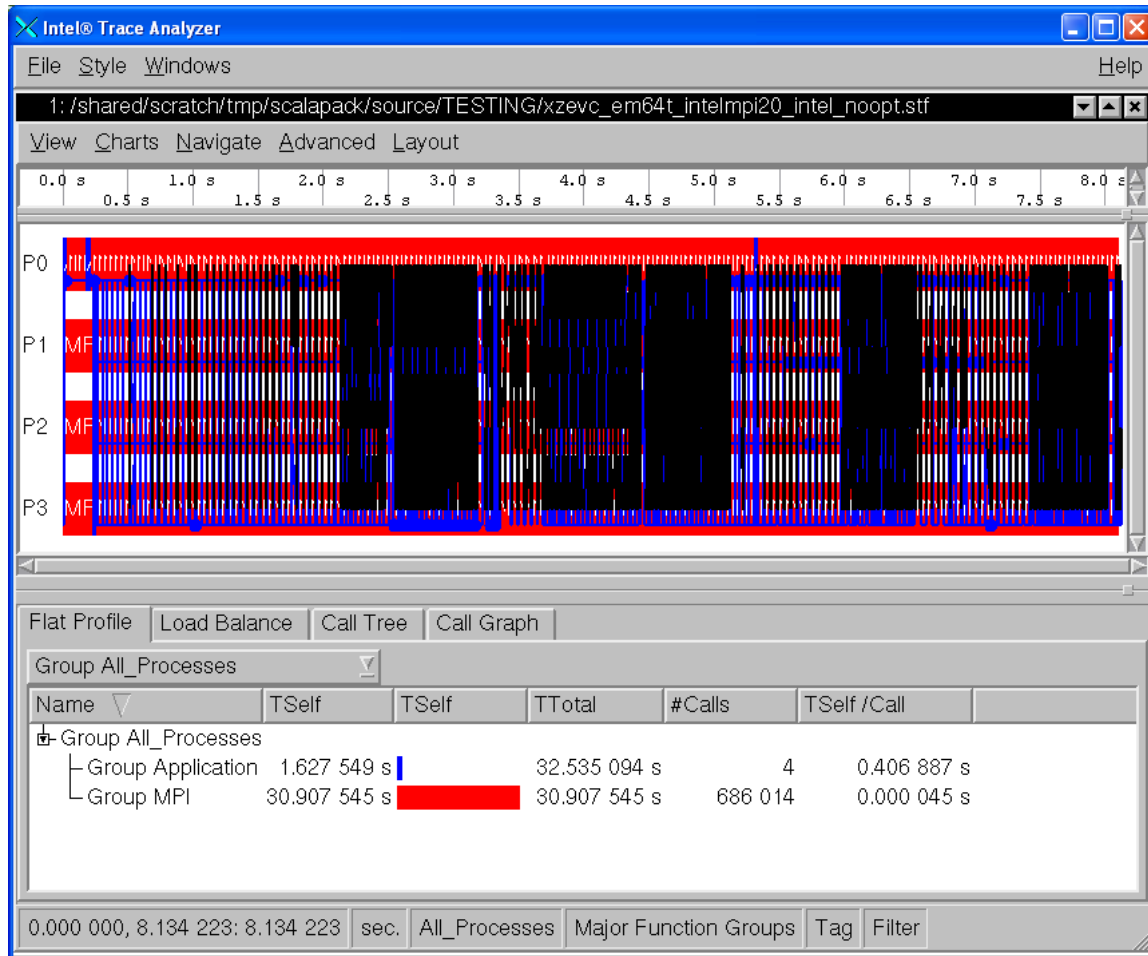 Intel® Trace Analyzer
File Style Windows Help
1: /shared/scratch/tmp/scalapack/source/TESTING/xzevc_em64t_intelmpi20_intel_noopt.stf
View Charts Navigate Advanced Layout
0.0 s 1.0 s 2.0 s 3.0 s 4.0 s 5.0 s 6.0 s 7.0 s 8.0 s
0.5 s 1.5 s 2.5 s 3.5 s 4.5 s 5.5 s 6.5 s 7.5 s
P0
P1 MF
P2 MF
P3 MF
Flat Profile Load Balance Call Tree Call Graph
Group All_Processes
Name TSelf TSelf TTotal #Calls TSelf /Call
Group All_Processes
Group Application 1.627 549 s 32.535 094 s 4 0.406 887 s
Group MPI 30.907 545 s 30.907 545 s 686 014 0.000 045 s
0.000 000, 8.134 223: 8.134 223 sec. All_Processes Major Function Groups Tag Filter